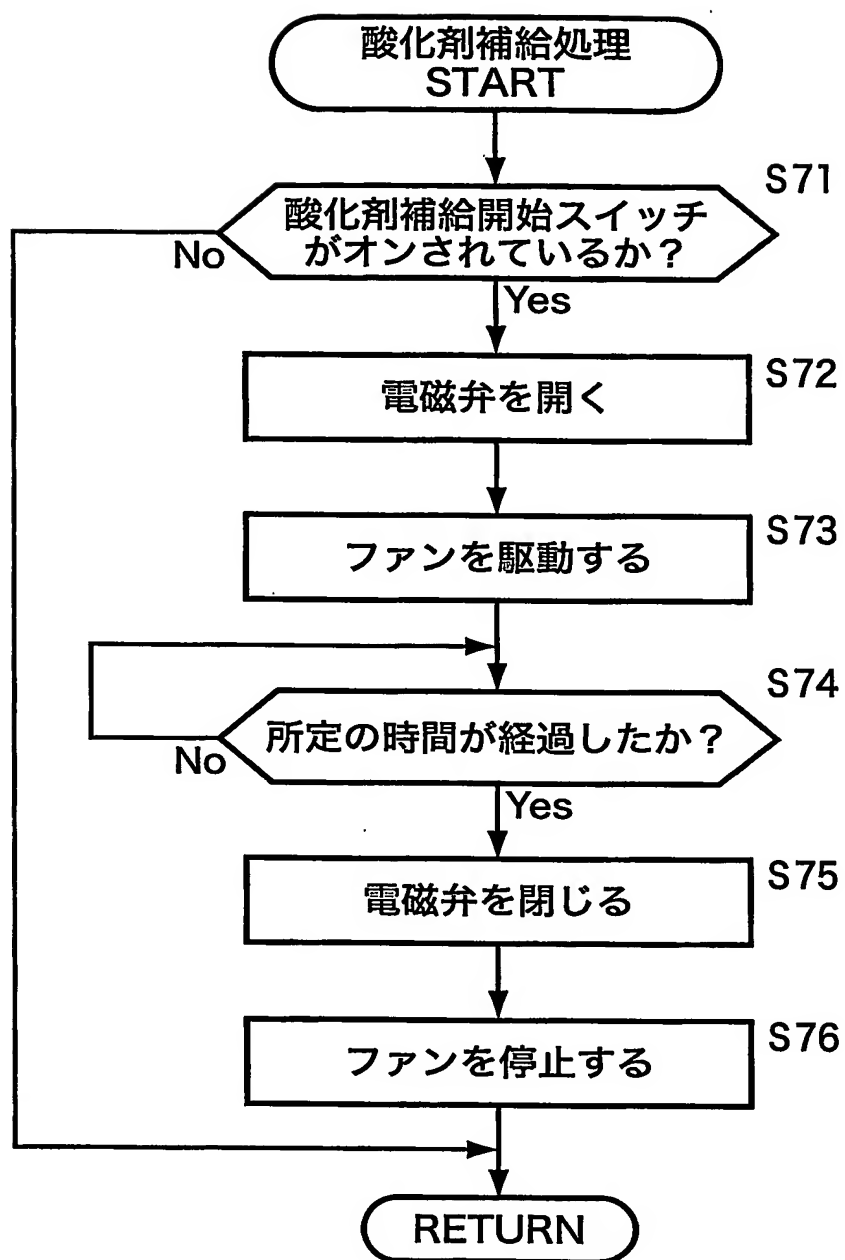 酸化剤補給処理
START
S71
酸化剤補給開始スイッチ
がオンされているか？
No
Yes
S72
電磁弁を開く
S73
ファンを駆動する
S74
所定の時間が経過したか？
No
Yes
S75
電磁弁を閉じる
S76
ファンを停止する
RETURN